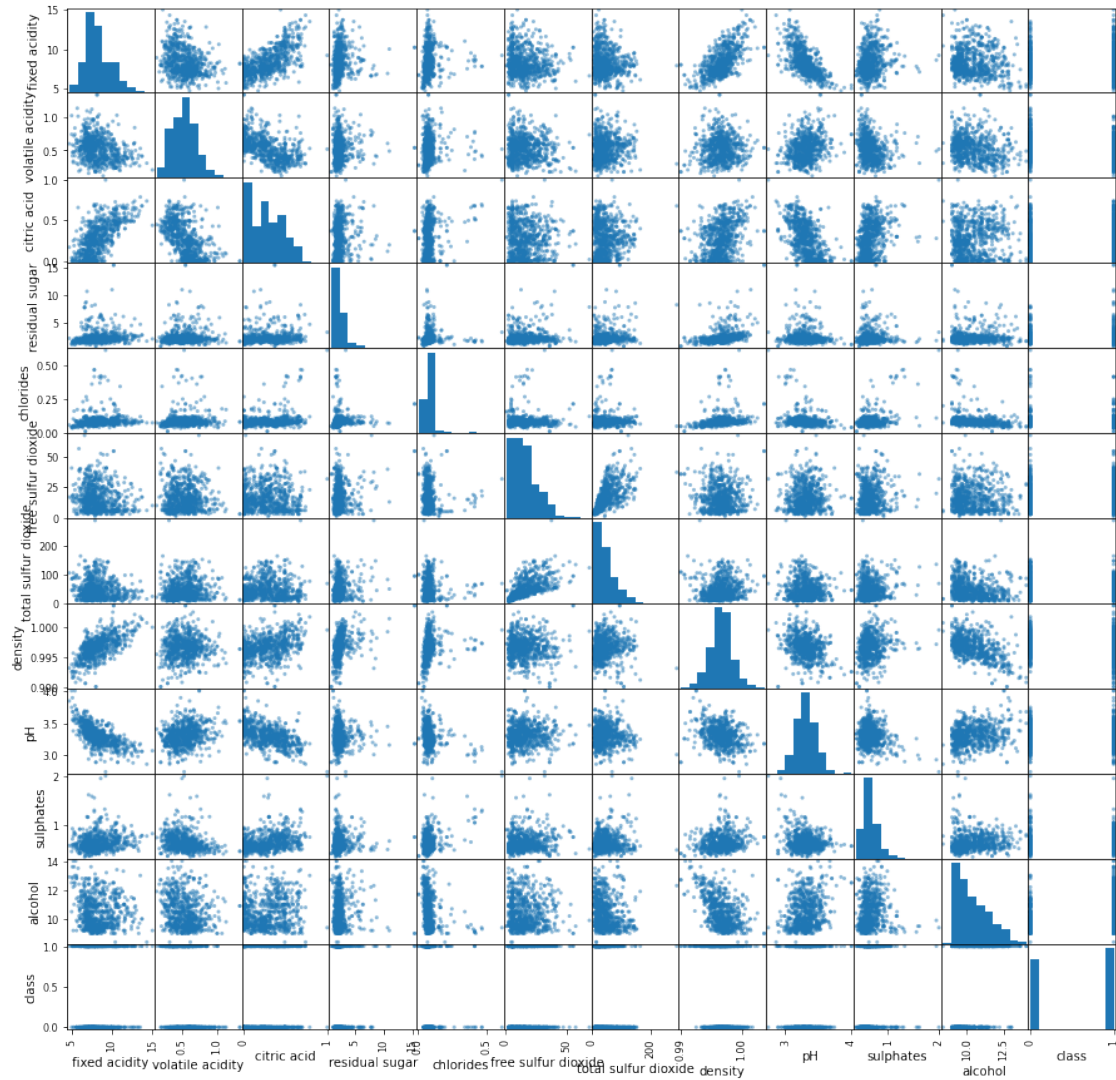 15
10
5
fixed acidity
1.0
0.5
volatile acidity
1.0
0.5
0.0
citric acid
15
10
5
residual sugar
0.50
0.25
0.00
chlorides
50
25
0
free sulfur dioxide
200
100
0
total sulfur dioxide
1.000
0.995
0.990
density
4.0
3.5
3.0
pH
2
1
sulphates
14
12
10
alcohol
1.0
0.5
0.0
class
5 10 15 0.5 1.0 0 1 5 10 15 0.0 0.5 0 50 0 200 0.99 1.00 3 4 1 2 10.0 12.5 0 1
fixed acidity volatile acidity citric acid residual sugar chlorides free sulfur dioxide total sulfur dioxide density pH sulphates alcohol class